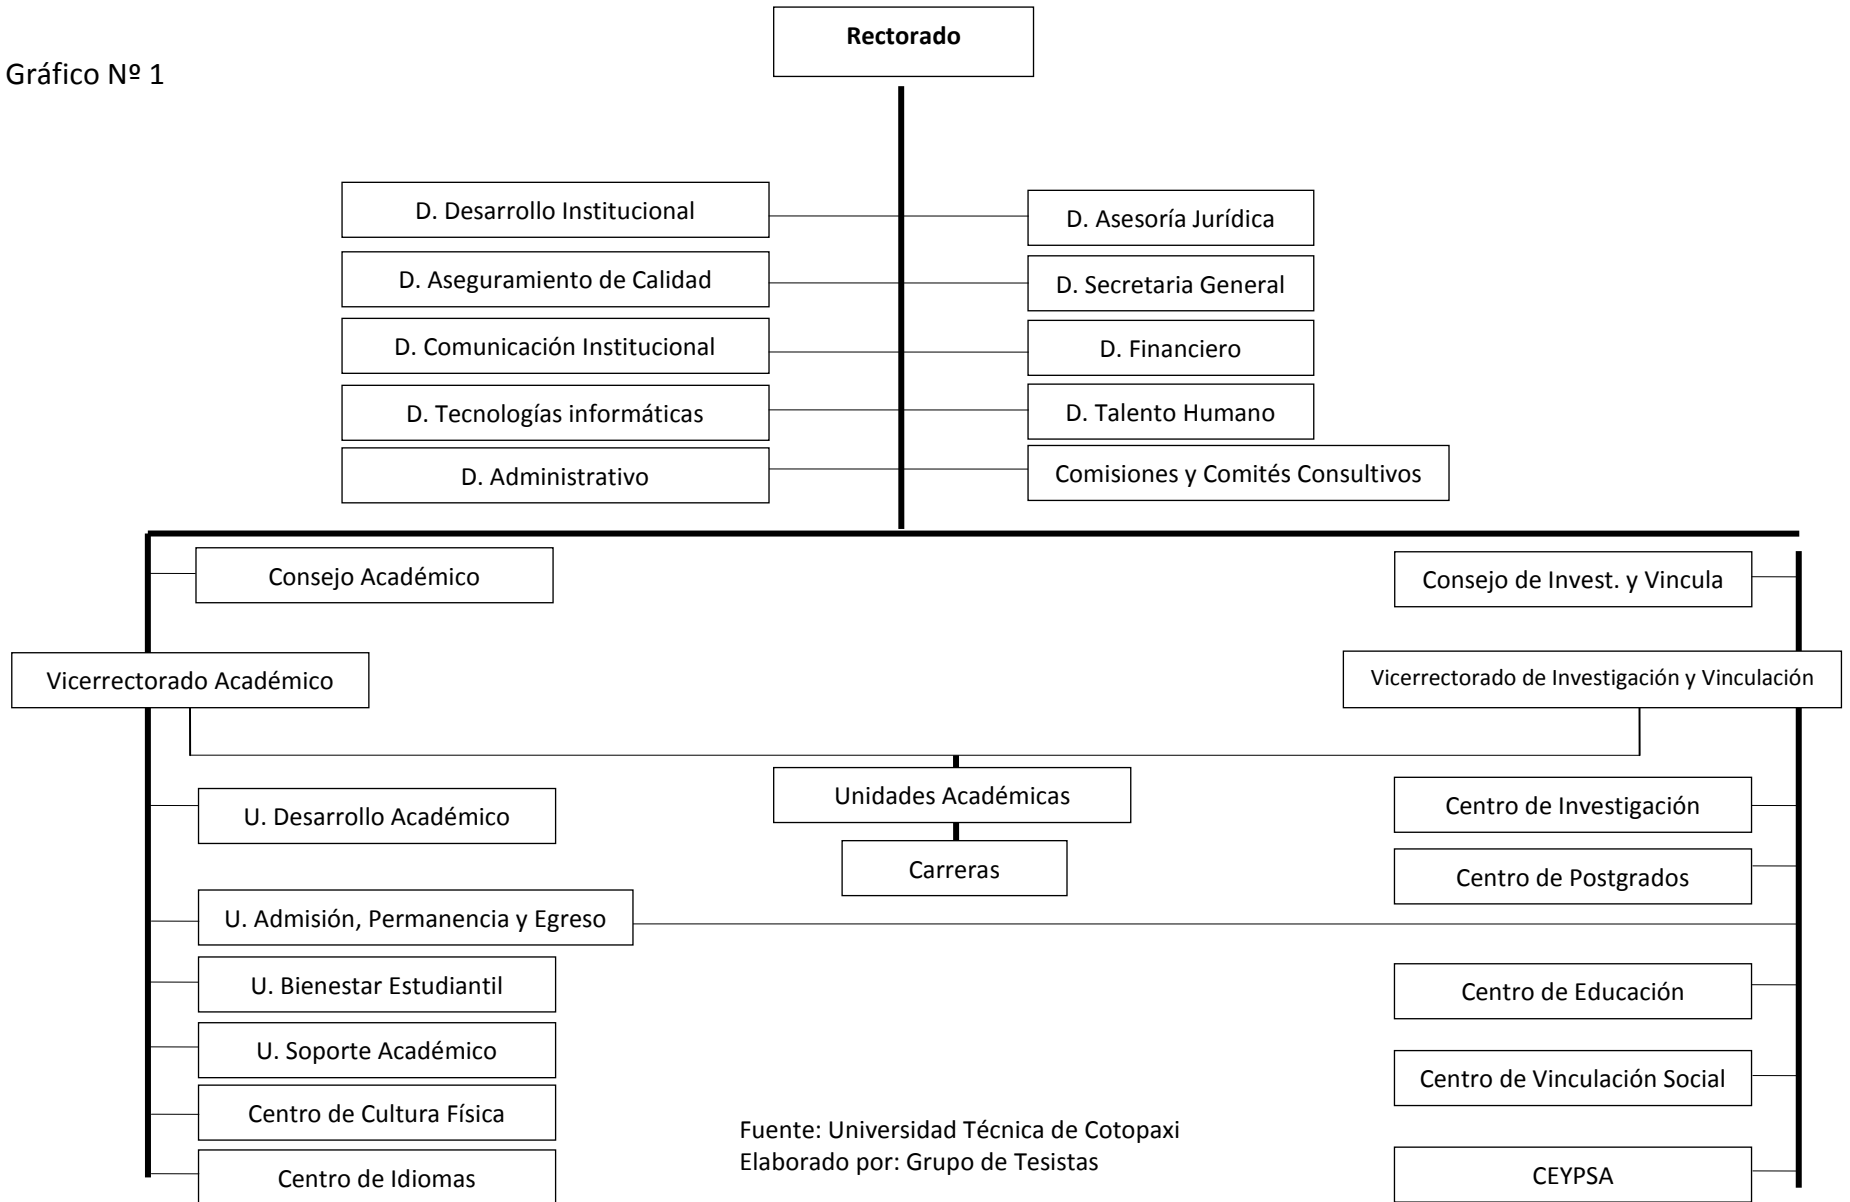 Rectorado
Gráfico Nº 1
D. Desarrollo Institucional
D. Asesoría Jurídica
D. Aseguramiento de Calidad
D. Secretaria General
D. Comunicación Institucional
D. Financiero
D. Tecnologías informáticas
D. Talento Humano
D. Administrativo
Comisiones y Comités Consultivos
Consejo Académico
Consejo de Invest. y Vincula
Vicerrectorado Académico
Vicerrectorado de Investigación y Vinculación
Unidades Académicas
Carreras
U. Desarrollo Académico
U. Admisión, Permanencia y Egreso
U. Bienestar Estudiantil
U. Soporte Académico
Centro de Cultura Física
Centro de Idiomas
Centro de Investigación
Centro de Postgrados
Centro de Educación
Centro de Vinculación Social
CEYPSA
Fuente: Universidad Técnica de Cotopaxi
Elaborado por: Grupo de Tesistas